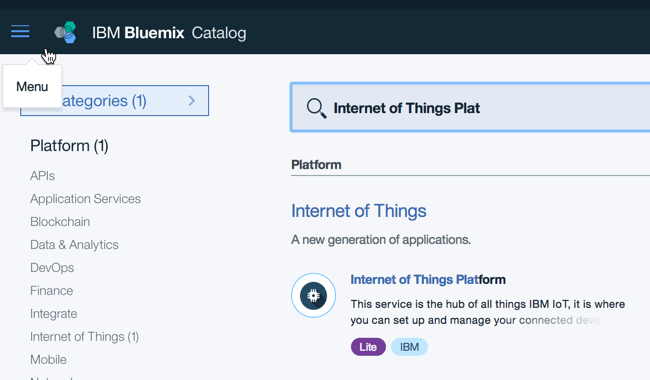 IBM Bluemix Catalog
Menu
ategories (1)
Internet of Things Plat
Platform (1)
APIs
Application Services
Blockchain
Data & Analytics
DevOps
Finance
Integrate
Internet of Things (1)
Mobile
Platform
Internet of Things
A new generation of applications.
Internet of Things Platform
This service is the hub of all things IBM IoT, it is where
you can set up and manage your connected devic
Lite
IBM